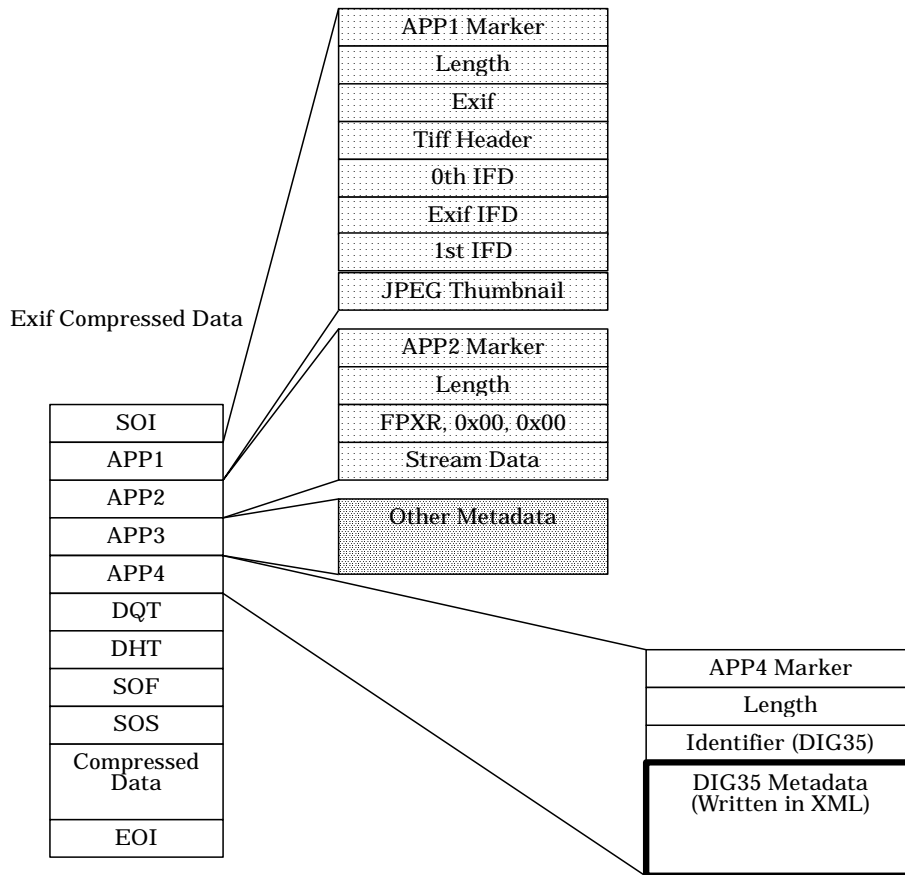 Exif Compressed Data
SOI
APP1
APP2
APP3
APP4
DQT
DHT
SOF
SOS
Compressed
Data
EOI
APP1 Marker
Length
Exif
Tiff Header
0th IFD
Exif IFD
1st IFD
JPEG Thumbnail
APP2 Marker
Length
FPXR, 0x00, 0x00
Stream Data
Other Metadata
APP4 Marker
Length
Identifier (DIG35)
DIG35 Metadata
(Written in XML)